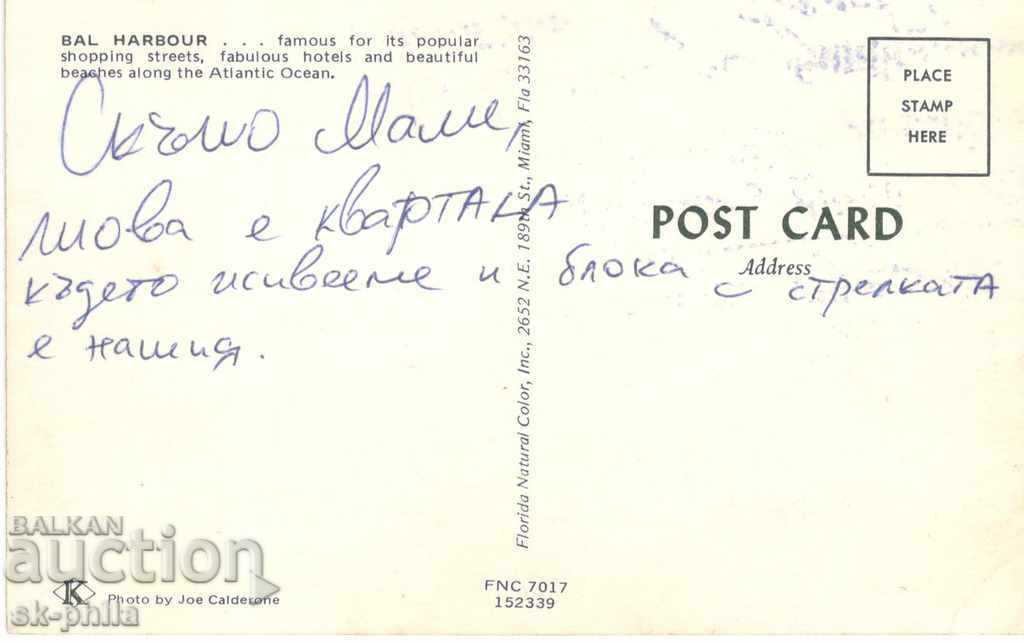 BAL HARBOUR . . . famous for its popular
shopping streets, fabulous hotels and beautiful
beaches along the Atlantic Ocean.
Скъпо Маме,
това е квартала
където живееме и блока с стрелката
е нашия.
Florida Natural Color, Inc., 2652 N.E. 189th St., Miami, Fla 33163
PLACE
STAMP
HERE
POST CARD
Address
BALKAN
auction
K
Photo by Joe Calderone
sk-phila
FNC 7017
152339